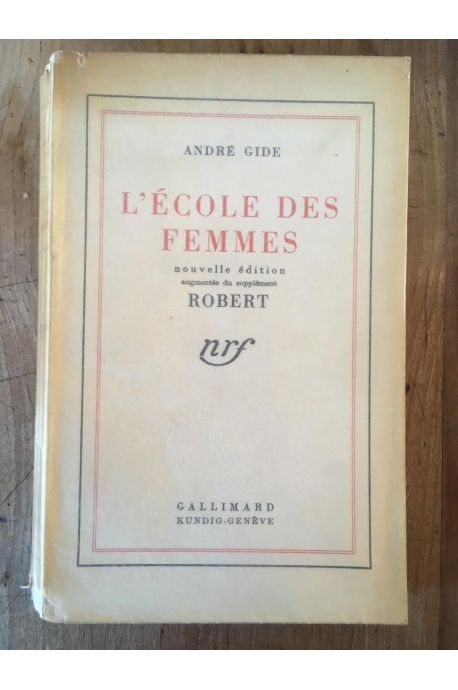 ANDRÉ GIDE
L'ÉCOLE DES
FEMMES
nouvelle édition
augmentée du supplément
ROBERT
nrf
GALLIMARD
KUNDIG-GENÈVE